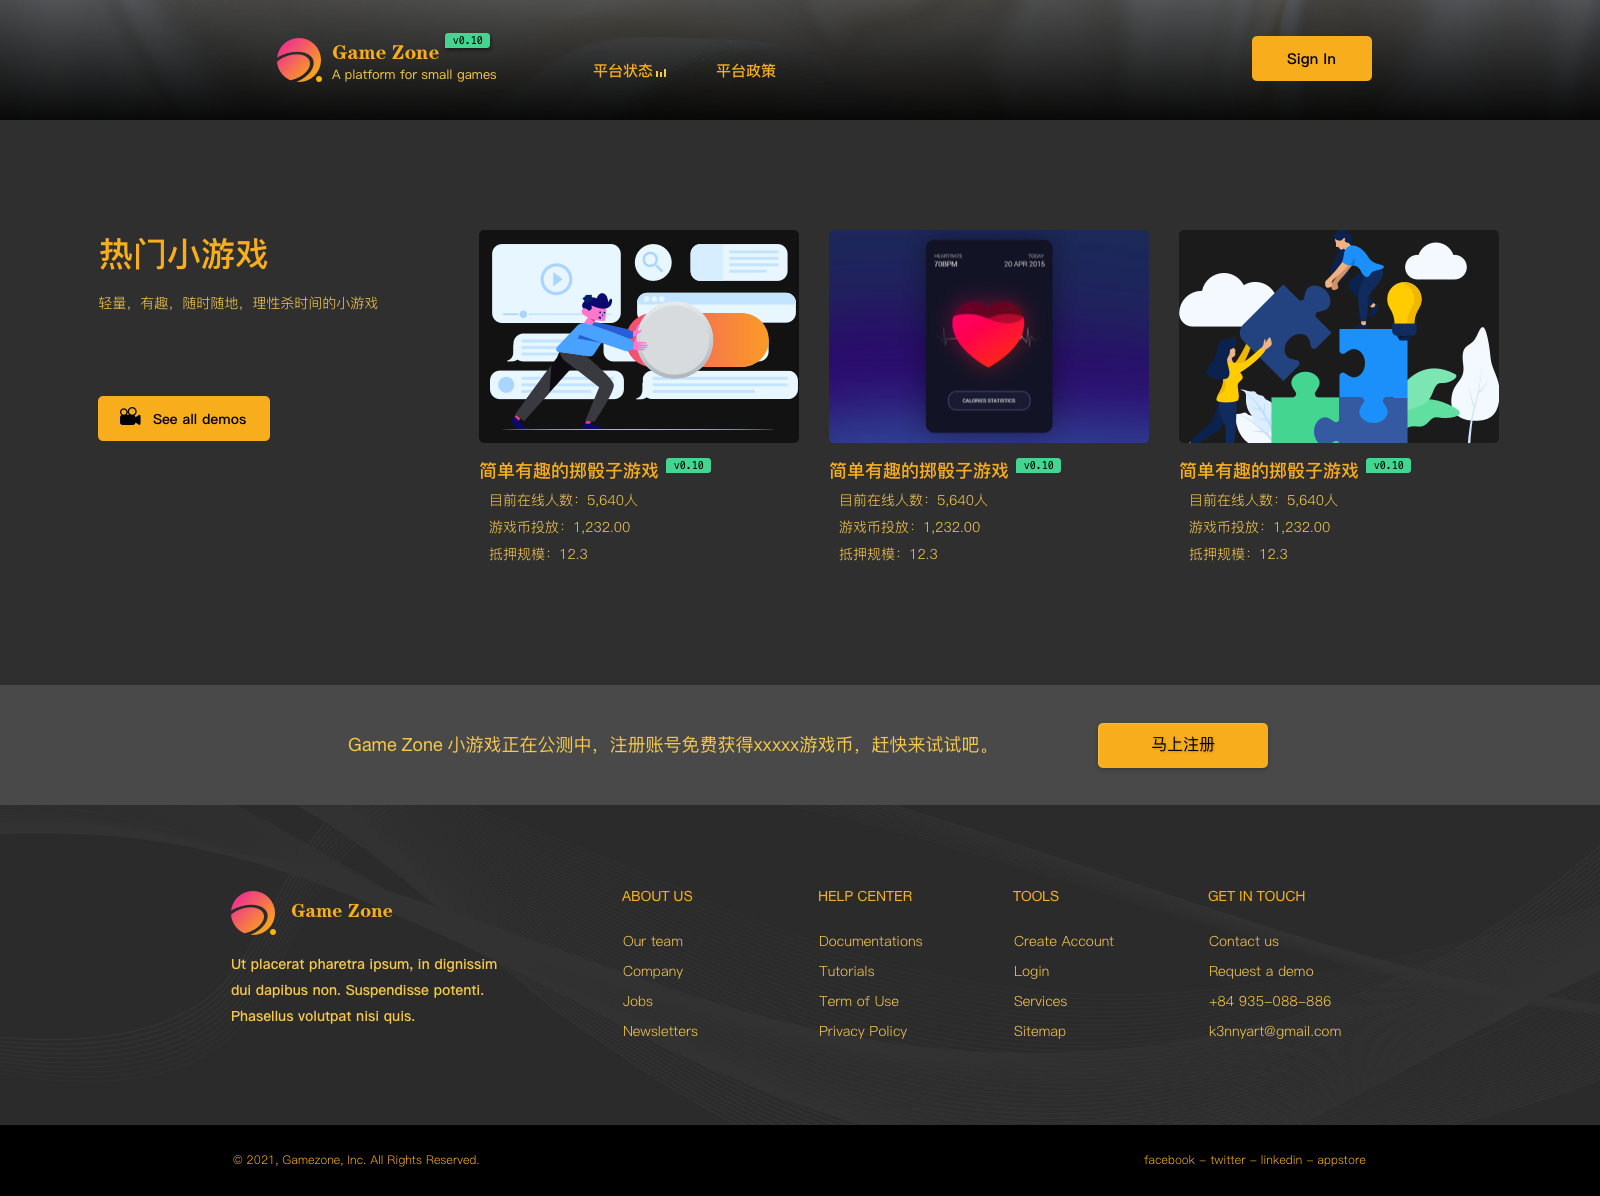 Game Zone v0.10
A platform for small games
平台状态
平台政策
Sign In
热门小游戏
轻量，有趣，随时随地，理性杀时间的小游戏
See all demos
HEARTRATE
70BPM
TODAY
20 APR 2015
CALORIES STATISTICS
简单有趣的掷骰子游戏 v0.10
目前在线人数：5,640人
游戏币投放：1,232.00
抵押规模：12.3
简单有趣的掷骰子游戏 v0.10
目前在线人数：5,640人
游戏币投放：1,232.00
抵押规模：12.3
简单有趣的掷骰子游戏 v0.10
目前在线人数：5,640人
游戏币投放：1,232.00
抵押规模：12.3
Game Zone 小游戏正在公测中，注册账号免费获得xxxxx游戏币，赶快来试试吧。
马上注册
Game Zone
Ut placerat pharetra ipsum, in dignissim
dui dapibus non. Suspendisse potenti.
Phasellus volutpat nisi quis.
ABOUT US
Our team
Company
Jobs
Newsletters
HELP CENTER
Documentations
Tutorials
Term of Use
Privacy Policy
TOOLS
Create Account
Login
Services
Sitemap
GET IN TOUCH
Contact us
Request a demo
+84 935-088-886
k3nnyart@gmail.com
© 2021, Gamezone, Inc. All Rights Reserved.
facebook - twitter - linkedin - appstore